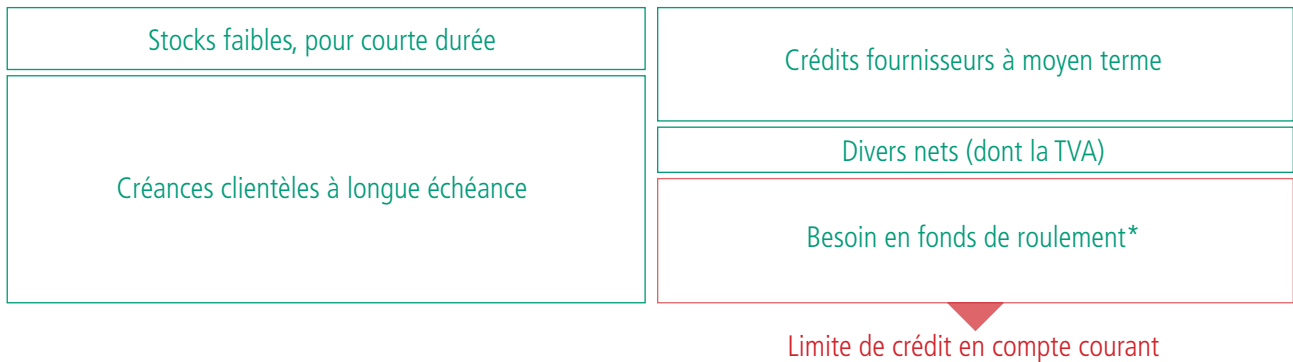 Stocks faibles, pour courte durée
Créances clientèles à longue échéance
Crédits fournisseurs à moyen terme
Divers nets (dont la TVA)
Besoin en fonds de roulement*
Limite de crédit en compte courant